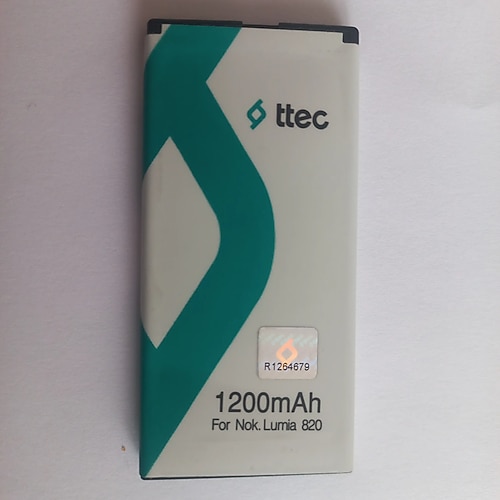 ttec
R1264679
1200mAh
For Nok. Lumia 820